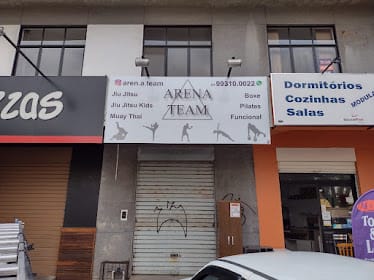 zzas
aren.a.team
99310.0022
Jiu Jitsu
Jiu Jitsu Kids
Muay Thai
ARENA
TEAM
Boxe
Pilates
Funcional
Dormitórios
Cozinhas
Salas